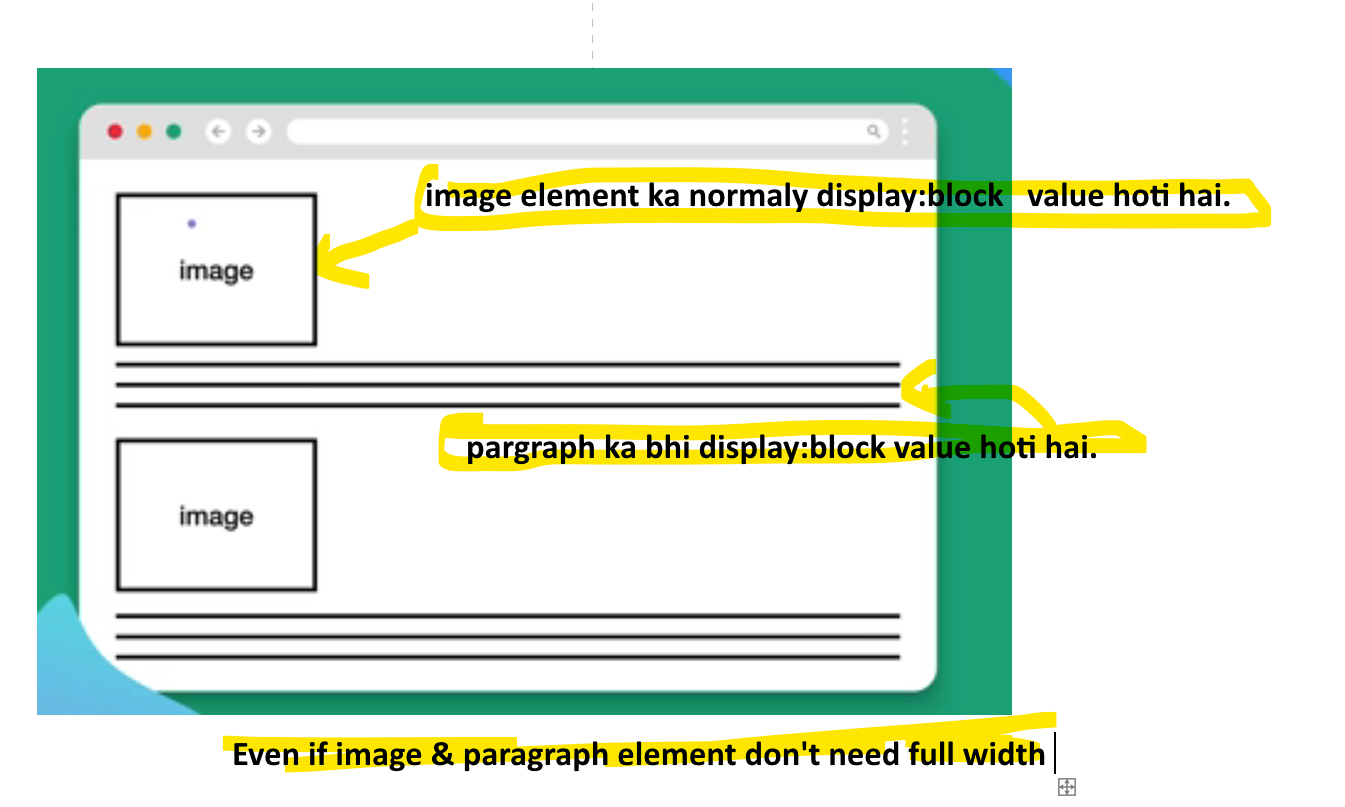 image element ka normaly display:block value hoti hai.
image
pargraph ka bhi display:block value hoti hai.
image
Even if image & paragraph element don't need full width